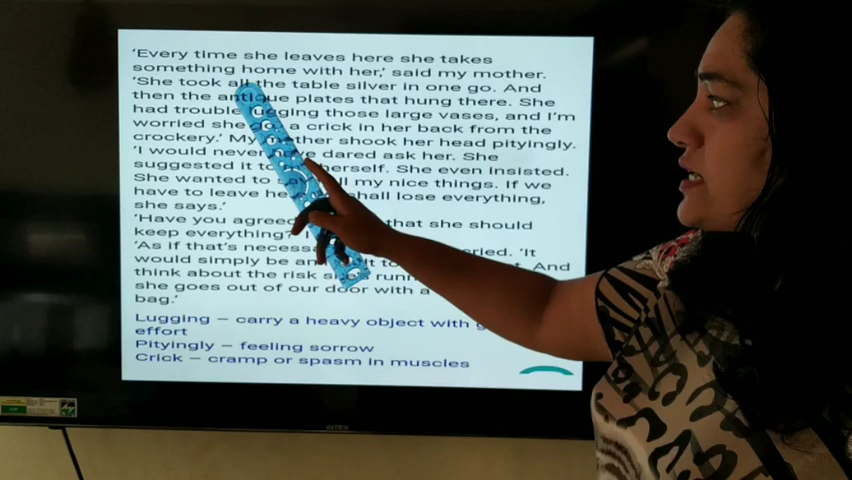 ‘Every time she leaves here she takes
something home with her,’ said my mother.
‘She took all the table silver in one go. And
then the antique plates that hung there. She
had trouble lugging those large vases, and I’m
worried she a crick in her back from the
crockery.’ My mother shook her head pityingly.
‘I would never have dared ask her. She
suggested it to herself. She even insisted.
She wanted to all my nice things. If we
have to leave shall lose everything,
she says.’
‘Have you agreed that she should
keep everything?
‘As if that’s cried. ‘It
would simply be an to And
think about the risk
she goes out of our door with a
bag.’
Lugging – carry a heavy object with
effort
Pityingly – feeling sorrow
Crick – cramp or spasm in muscles
INTEX